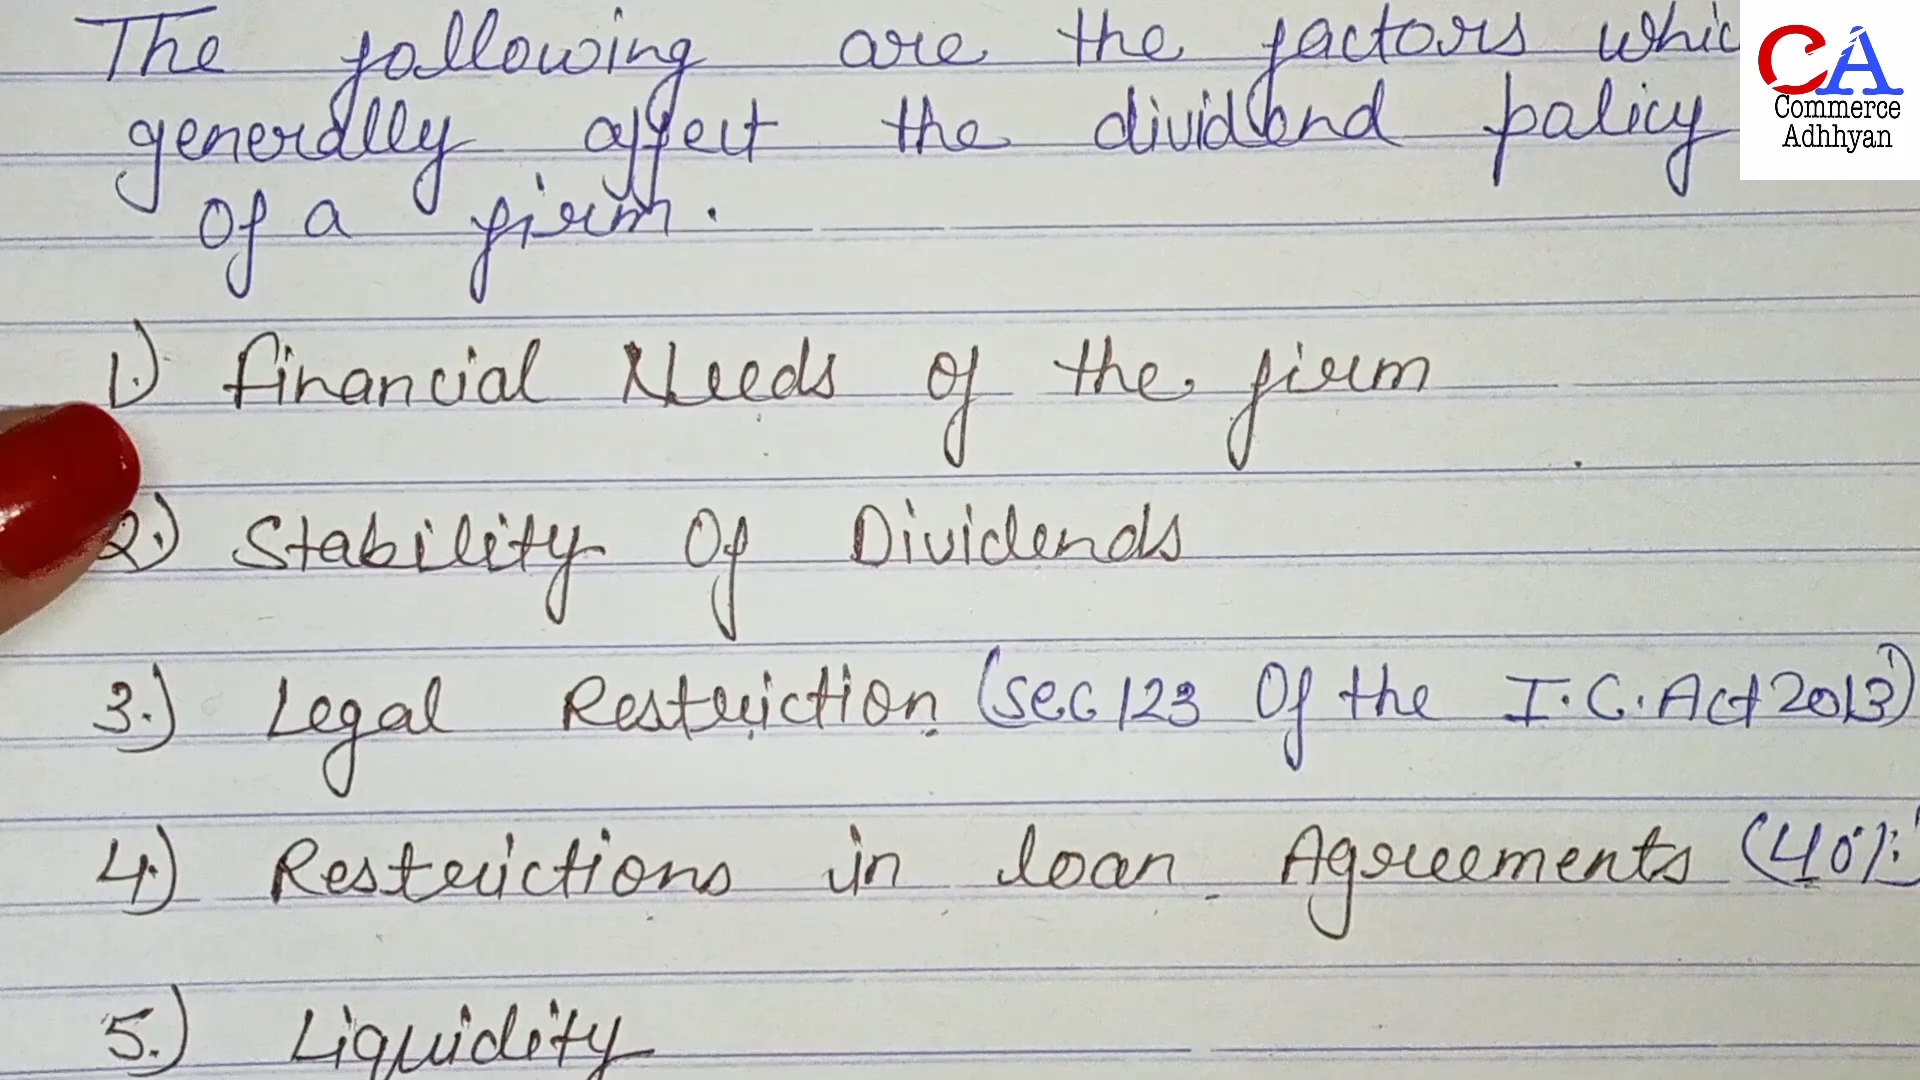 The following are the factors whic
generally affect the dividend policy
Of a firm.
1.) Financial Needs of the firm
2.) Stability Of Dividends
3.) Legal Restriction (Sec 123 Of the I.C. Act 2013)
4.) Restrictions in loan Agreements (40%)
5.) Liquidity
CA
Commerce
Adhhyan